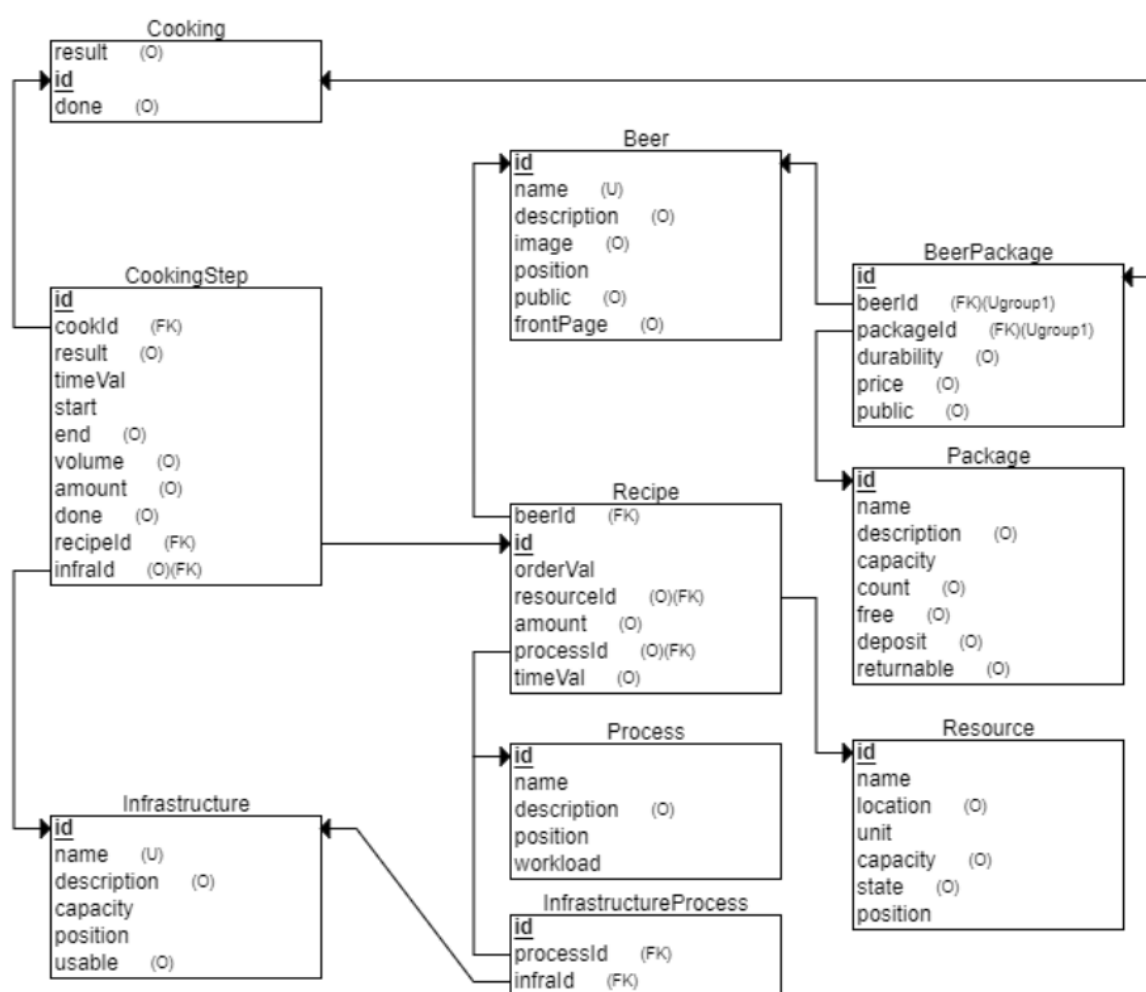 Cooking
result (O)
id
done (O)
CookingStep
id
cookId (FK)
result (O)
timeVal
start
end (O)
volume (O)
amount (O)
done (O)
recipeId (FK)
infraId (O)(FK)
Infrastructure
id
name (U)
description (O)
capacity
position
usable (O)
Beer
id
name (U)
description (O)
image (O)
position
public (O)
frontPage (O)
Recipe
beerId (FK)
id
orderVal
resourceId (O)(FK)
amount (O)
processId (O)(FK)
timeVal (O)
Process
id
name
description (O)
position
workload
InfrastructureProcess
id
processId (FK)
infraId (FK)
BeerPackage
id
beerId (FK)(Ugroup1)
packageId (FK)(Ugroup1)
durability (O)
price (O)
public (O)
Package
id
name
description (O)
capacity
count (O)
free (O)
deposit (O)
returnable (O)
Resource
id
name
location (O)
unit
capacity (O)
state (O)
position